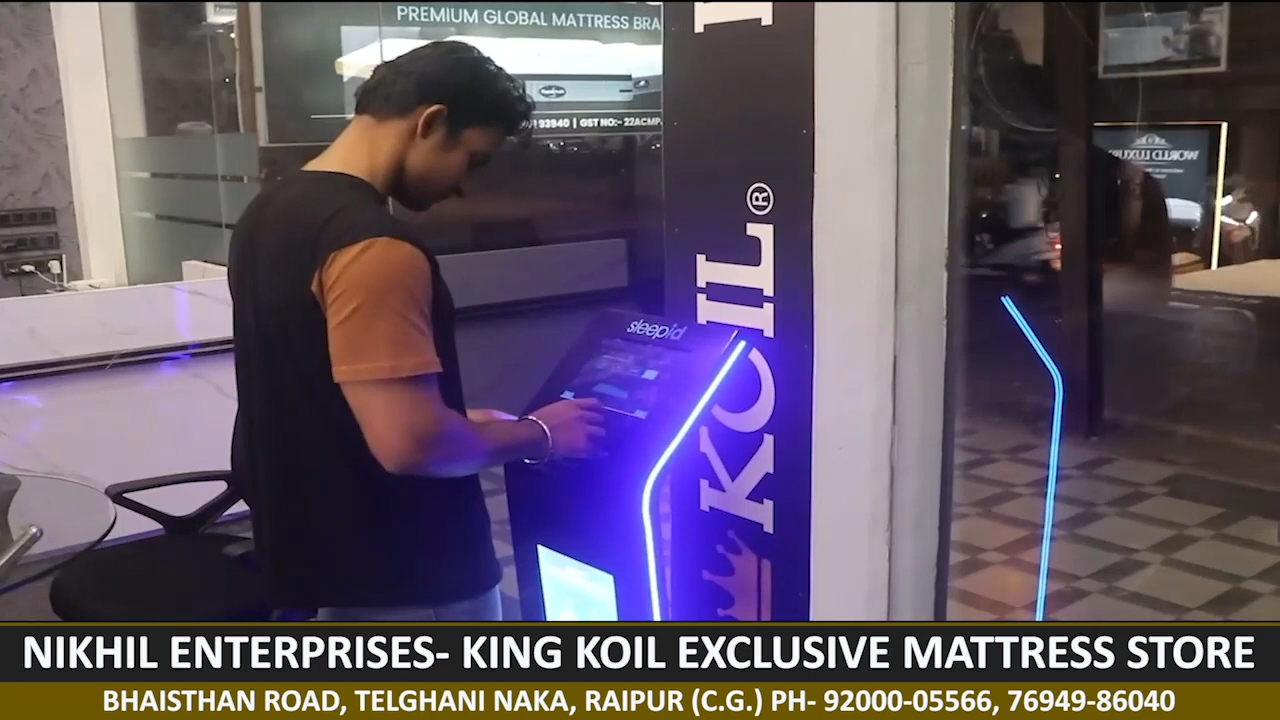 PREMIUM GLOBAL MATTRESS BRA
93940 | GST NO:- 22ACMP
KOIL®
sleepid
WORLD LUXURY
NIKHIL ENTERPRISES- KING KOIL EXCLUSIVE MATTRESS STORE
BHAISTHAN ROAD, TELGHANI NAKA, RAIPUR (C.G.) PH- 92000-05566, 76949-86040